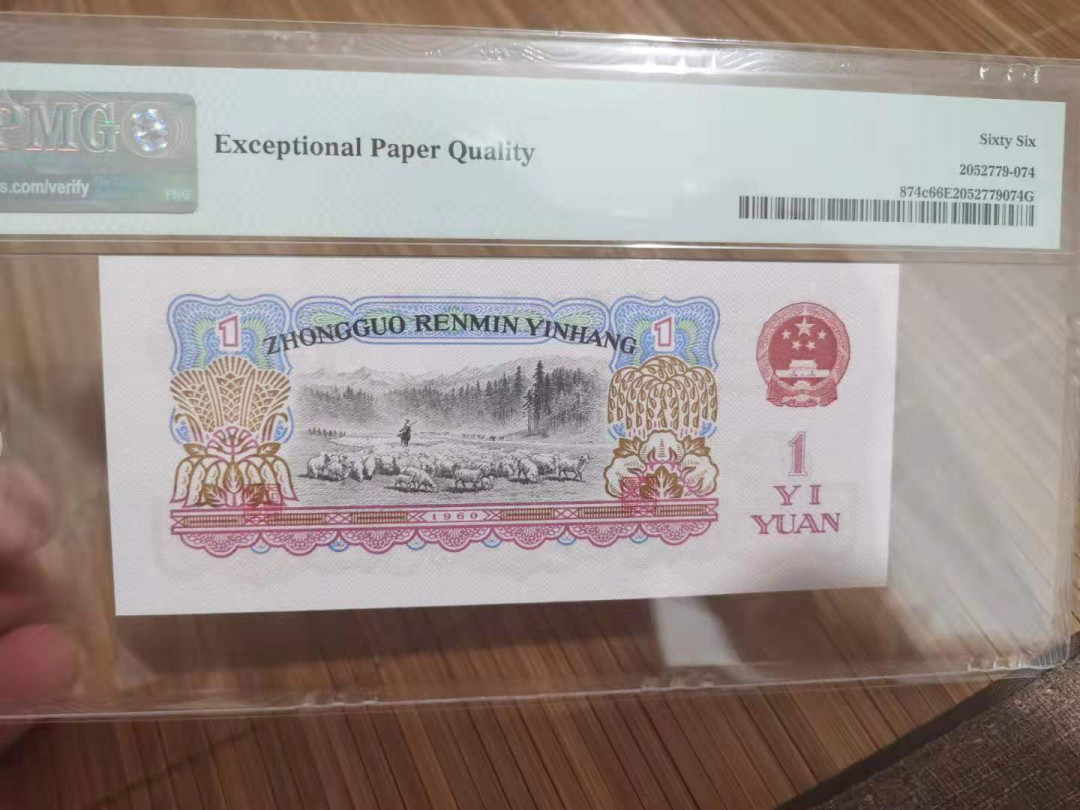 PMG
Exceptional Paper Quality
Sixty Six
s.com/verify
PMG
2052779-074
874c66E2052779074G
1
ZHONGGUO RENMIN YINHANG
1
1
YI
YUAN
1960